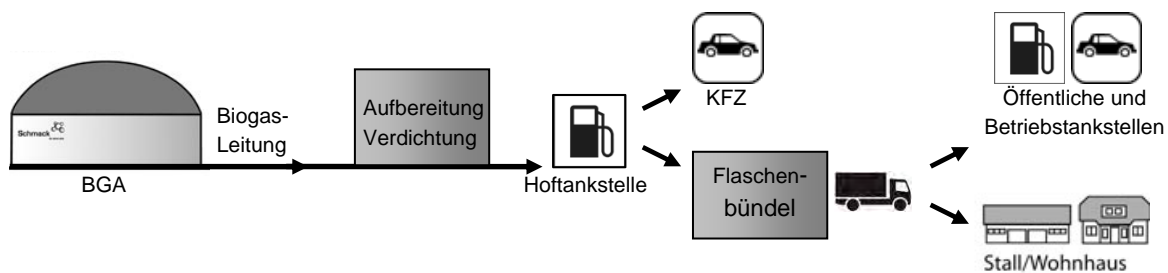 Schmack
BGA
Biogas-
Leitung
Aufbereitung
Verdichtung
Hoftankstelle
KFZ
Flaschen-
bündel
Öffentliche und
Betriebstankstellen
Stall/Wohnhaus